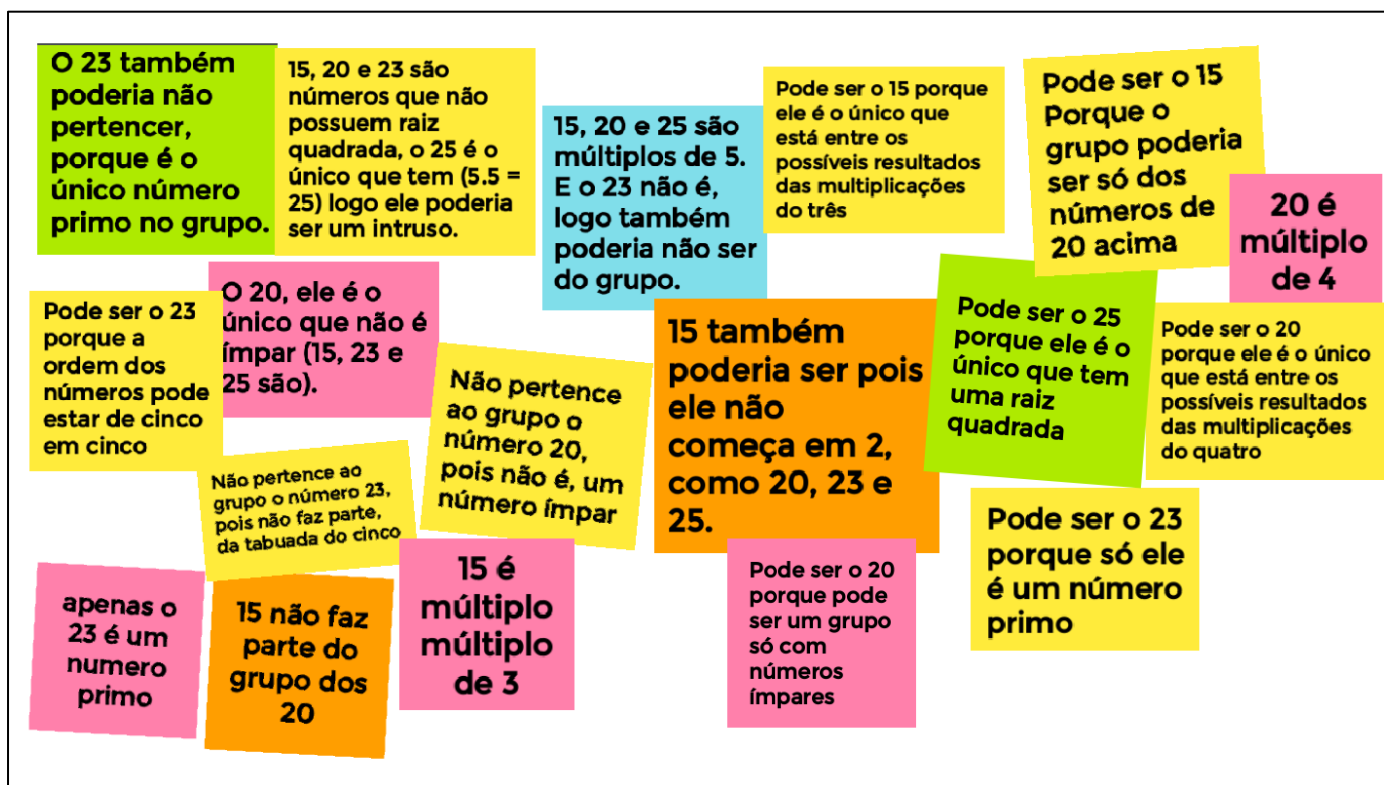 O 23 também
poderia não
pertencer,
porque é o
único número
primo no grupo.
15, 20 e 23 são
números que não
possuem raiz
quadrada, o 25 é o
único que tem (5.5 =
25) logo ele poderia
ser um intruso.
15, 20 e 25 são
múltiplos de 5.
E o 23 não é,
logo também
poderia não ser
do grupo.
Pode ser o 15 porque
ele é o único que
está entre os
possíveis resultados
das multiplicações
do três
Pode ser o 15
Porque o
grupo poderia
ser só dos
números de
20 acima
20 é
múltiplo
de 4
Pode ser o 23
porque a
ordem dos
números pode
estar de cinco
em cinco
O 20, ele é o
único que não é
ímpar (15, 23 e
25 são).
Não pertence
ao grupo o
número 20,
pois não é, um
número ímpar
15 também
poderia ser pois
ele não
começa em 2,
como 20, 23 e
25.
Pode ser o 25
porque ele é o
único que tem
uma raiz
quadrada
Pode ser o 20
porque ele é o único
que está entre os
possíveis resultados
das multiplicações
do quatro
Não pertence ao
grupo o número 23,
pois não faz parte,
da tabuada do cinco
apenas o
23 é um
numero
primo
15 não faz
parte do
grupo dos
20
15 é
múltiplo
múltiplo
de 3
Pode ser o 20
porque pode
ser um grupo
só com
números
ímpares
Pode ser o 23
porque só ele
é um número
primo